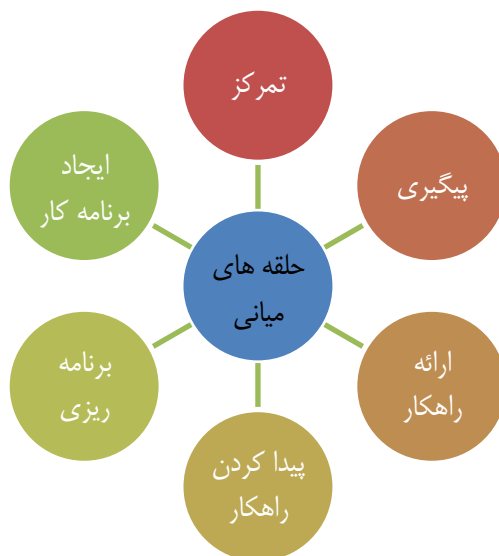 تمرکز
پیگیری
ارائه
راهکار
پیدا کردن
راهکار
برنامه
ریزی
ایجاد
برنامه کار
حلقه های
میانی